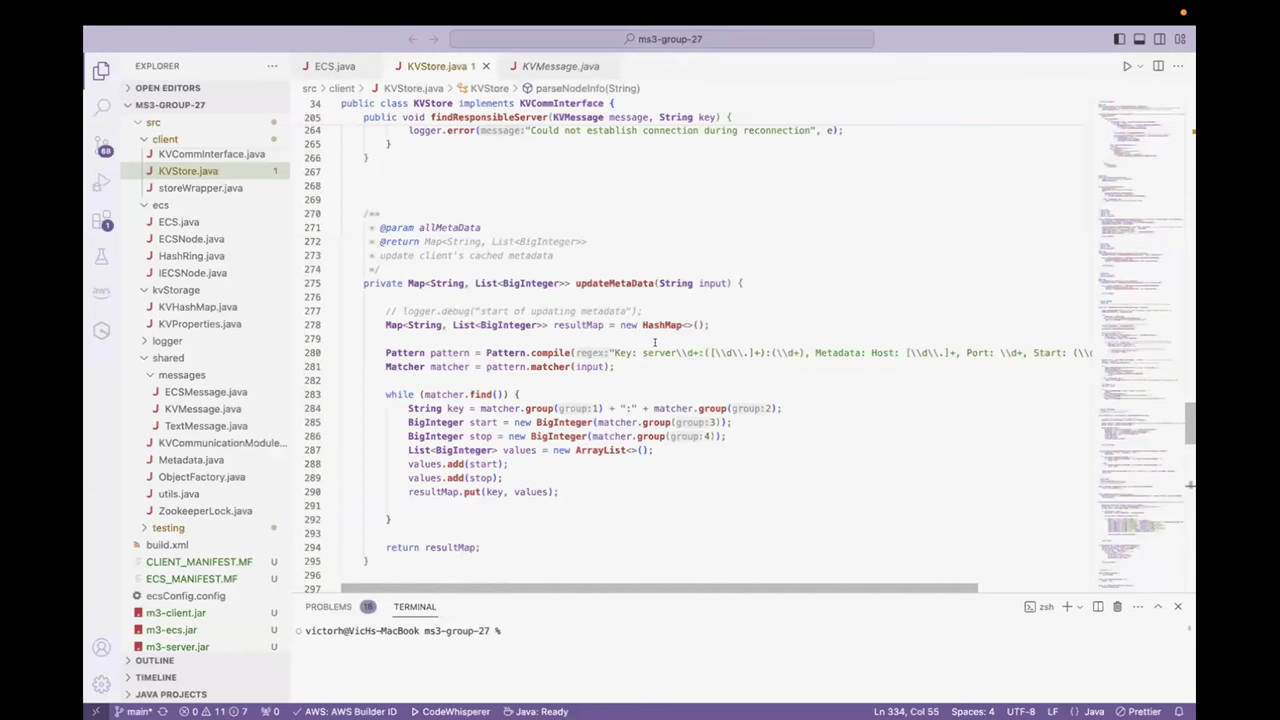 ms3-group-27
EXPLORER
OPEN EDITORS
MS3-GROUP-27
src
client
KVCommInterface.java
KVStore.java 1
storeWrapper.java
ecs
ECS.java
ECSNode.java
HashRing.java
IECSNode.java
kvStorage
KVHashMap.java
KVProperties.java
logger
shared
messages
ECSMessage.java
KVMessage.java
TextMessage.java
KVCommunicationModule...
Metadata.java
ObjectFactory.java
utils.java
ZookeeperLock.java
testing
build.xml
CLIENT_MANIFEST.MF U
ECS_MANIFEST.MF U
ecsConfig.config
m3-client.jar U
m3-ecs.jar U
m3-server.jar U
OUTLINE
TIMELINE
JAVA PROJECTS
68
1
aws
ECS.java KVStore.java 1 KVMessage.java
src > client > KVStore.java > KVStore > parseNodeInfo(String)
34 public class KVStore implements KVCommInterface {
205 public void findResponsibleServer(KVMessage message, String key) {
264 logger.error(message:"Could not establish connection during reconnection", e);
265 }
266 }
267
268
269
270 /**
271 * @param allMetaData
272 * @return Map<String, List<BigInteger>>
273 client's cached metadata
274 */
275 private Map<String, List<BigInteger>> updateMetaData(String input) {
276
277 of updating metadata");
278 Map<String, List<BigInteger>> resultMap = new HashMap<>();
279
280 Pattern pattern = Pattern.compile(regex:"Key: server\\d+, [\\d\\.]+):(\\d+), Metadata: Host: [\\d\\.]+, Port: \\d+, Start: (\\d
281 Matcher matcher = pattern.matcher(input);
282
283 while (matcher.find()) {
284 String key = matcher.group(group:1) + ":" + matcher.group(group:2);
285 BigInteger start = new BigInteger(matcher.group(group:3));
286 BigInteger stop = new BigInteger(matcher.group(group:4));
287 List<BigInteger> values = new ArrayList<>();
288 values.add(start);
289 values.add(stop);
290 resultMap.put(key, values);
291
292 }
293
294 return resultMap;
295 }
296
297
PROBLEMS 18 TERMINAL
zsh
victorh@VicHs-MacBook ms3-group-27 %
main* 0 11 7 0 AWS: AWS Builder ID CodeWhisperer Java: Ready Ln 334, Col 55 Spaces: 4 UTF-8 LF Java Prettier